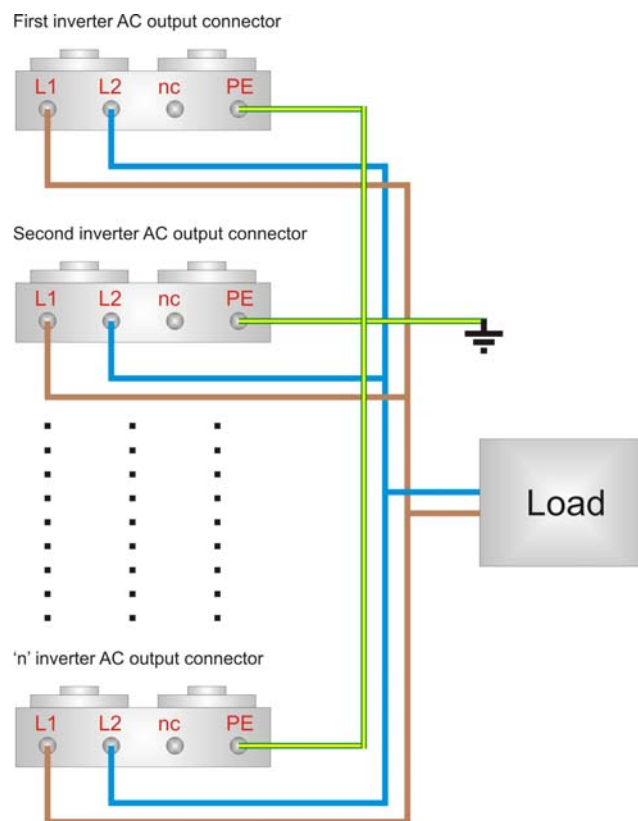 First inverter AC output connector
L1 L2 nc PE
Second inverter AC output connector
L1 L2 nc PE
Load
'n' inverter AC output connector
L1 L2 nc PE